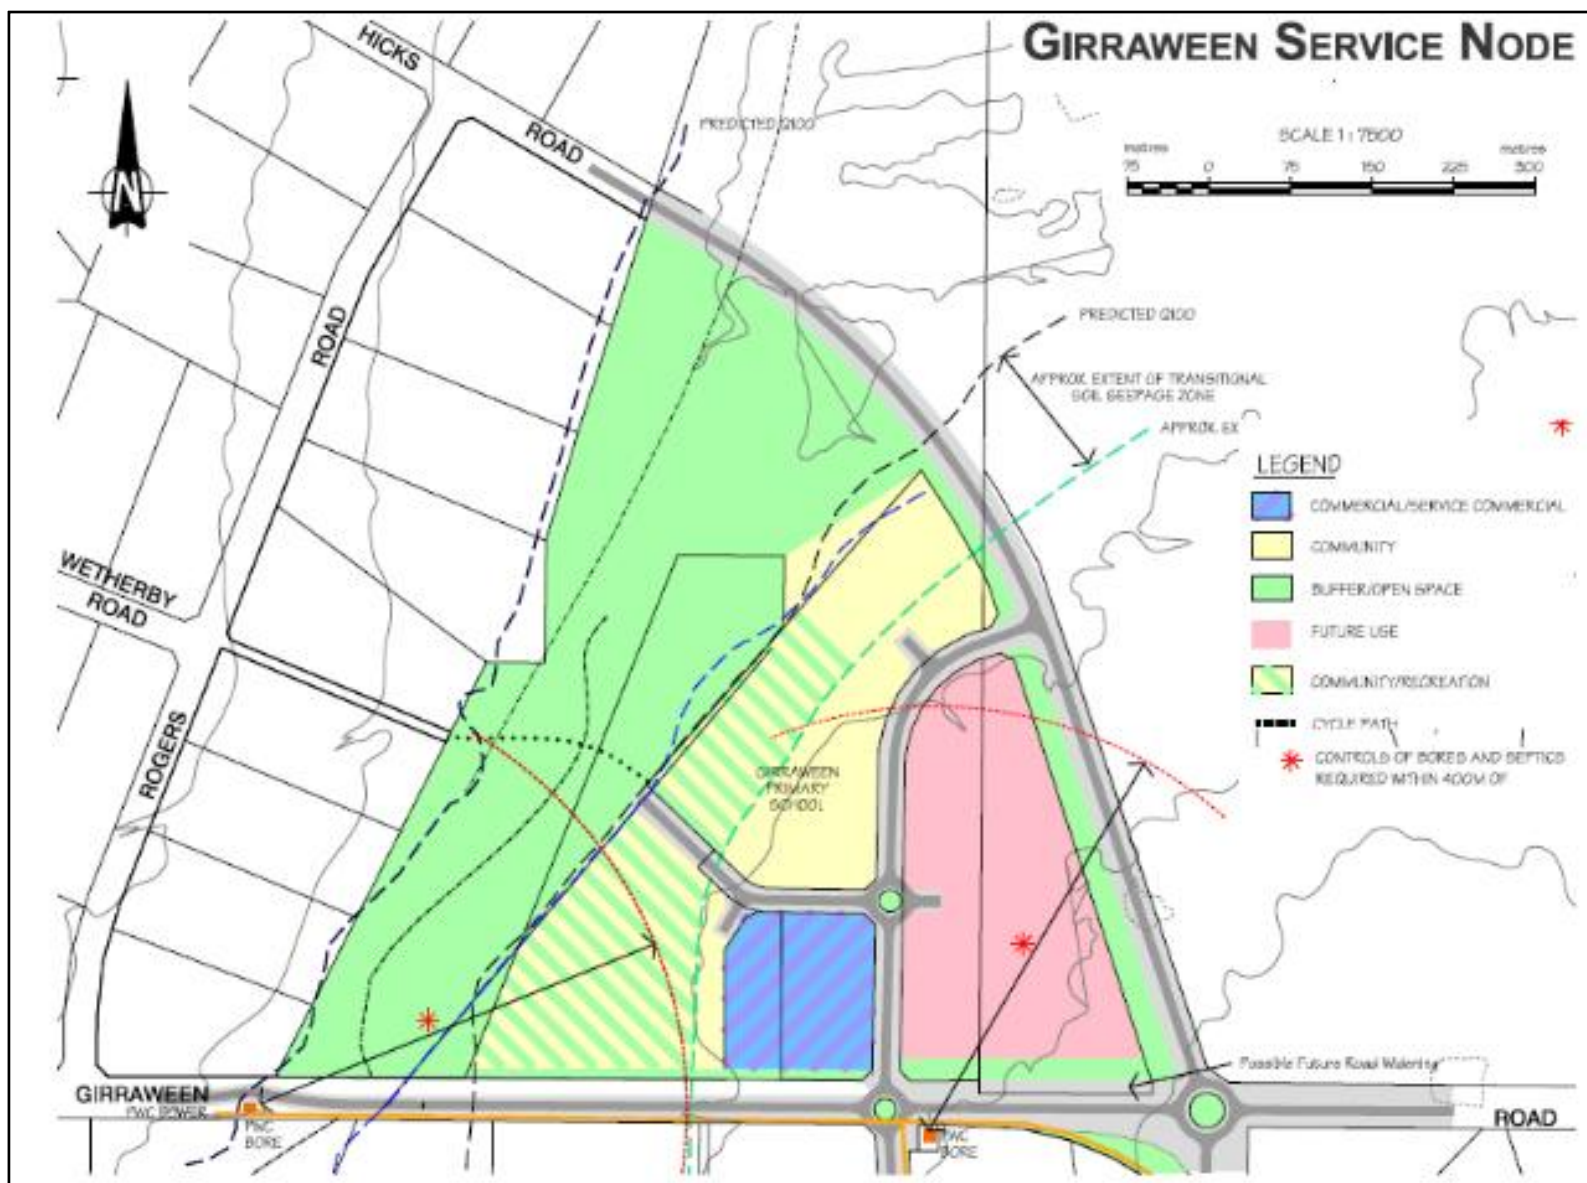 GIRRAWEEN SERVICE NODE
HICKS
ROAD
PREDICTED Q100
SCALE 1 : 7500
metres
metres
75 0 75 150 225 300
N
ROAD
PREDICTED Q100
APPROX. EXTENT OF TRANSITIONAL
SOIL SEEPAGE ZONE
APPROX. EX
LEGEND
COMMERCIAL/SERVICE COMMERCIAL
COMMUNITY
BUFFER/OPEN SPACE
FUTURE USE
COMMUNITY/RECREATION
CYCLE PATH
CONTROLS OF BORES AND SEPTICS
REQUIRED WITHIN 400M OF
WETHERBY
ROAD
ROGERS
GIRRAWEEN
PRIMARY
SCHOOL
Possible Future Road Widening
GIRRAWEEN
PWC POWER
BORE
PWC
BORE
ROAD